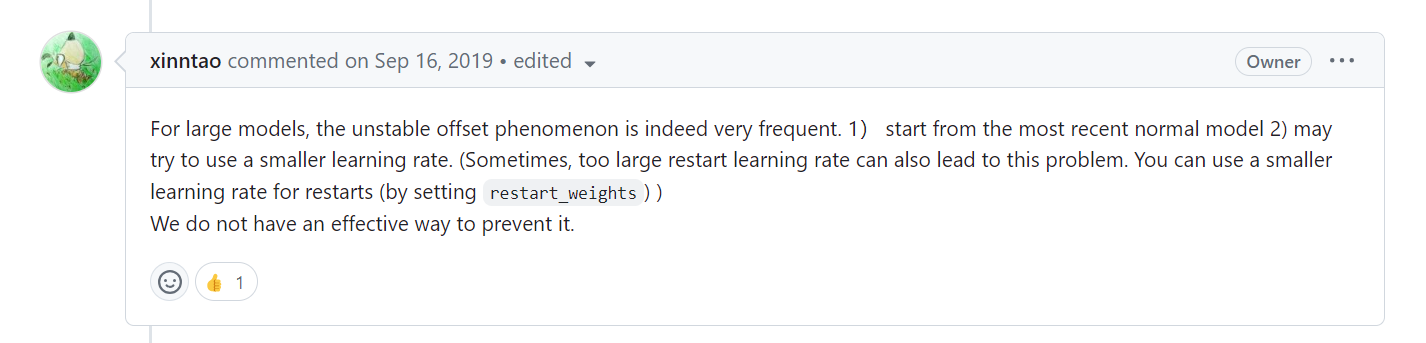 xinntao commented on Sep 16, 2019 • edited
Owner
For large models, the unstable offset phenomenon is indeed very frequent. 1） start from the most recent normal model 2) may
try to use a smaller learning rate. (Sometimes, too large restart learning rate can also lead to this problem. You can use a smaller
learning rate for restarts (by setting restart_weights))
We do not have an effective way to prevent it.
👍 1